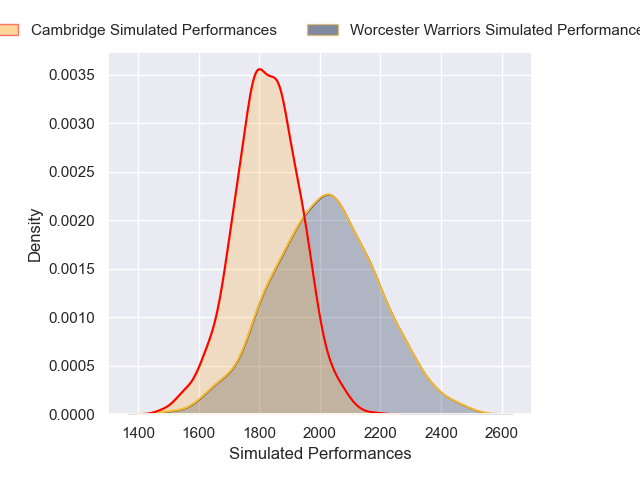 Cambridge Simulated Performances Worcester Warriors Simulated Performance
0.0035
0.0030
0.0025
0.0020
0.0015
0.0010
0.0005
0.0000
Density
1400 1600 1800 2000 2200 2400 2600
Simulated Performances